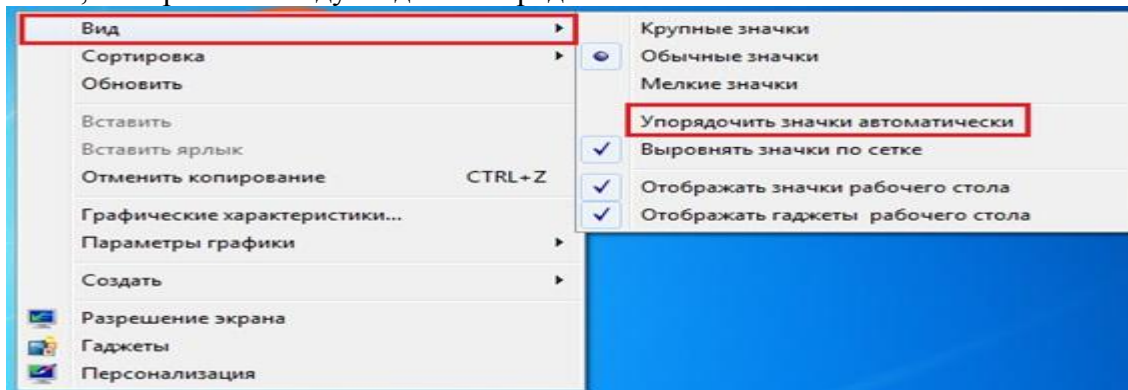 Вид
Сортировка
Обновить
Вставить
Вставить ярлык
Отменить копирование CTRL+Z
Графические характеристики...
Параметры графики
Создать
Разрешение экрана
Гаджеты
Персонализация
Крупные значки
Обычные значки
Мелкие значки
Упорядочить значки автоматически
Выровнять значки по сетке
Отображать значки рабочего стола
Отображать гаджеты рабочего стола